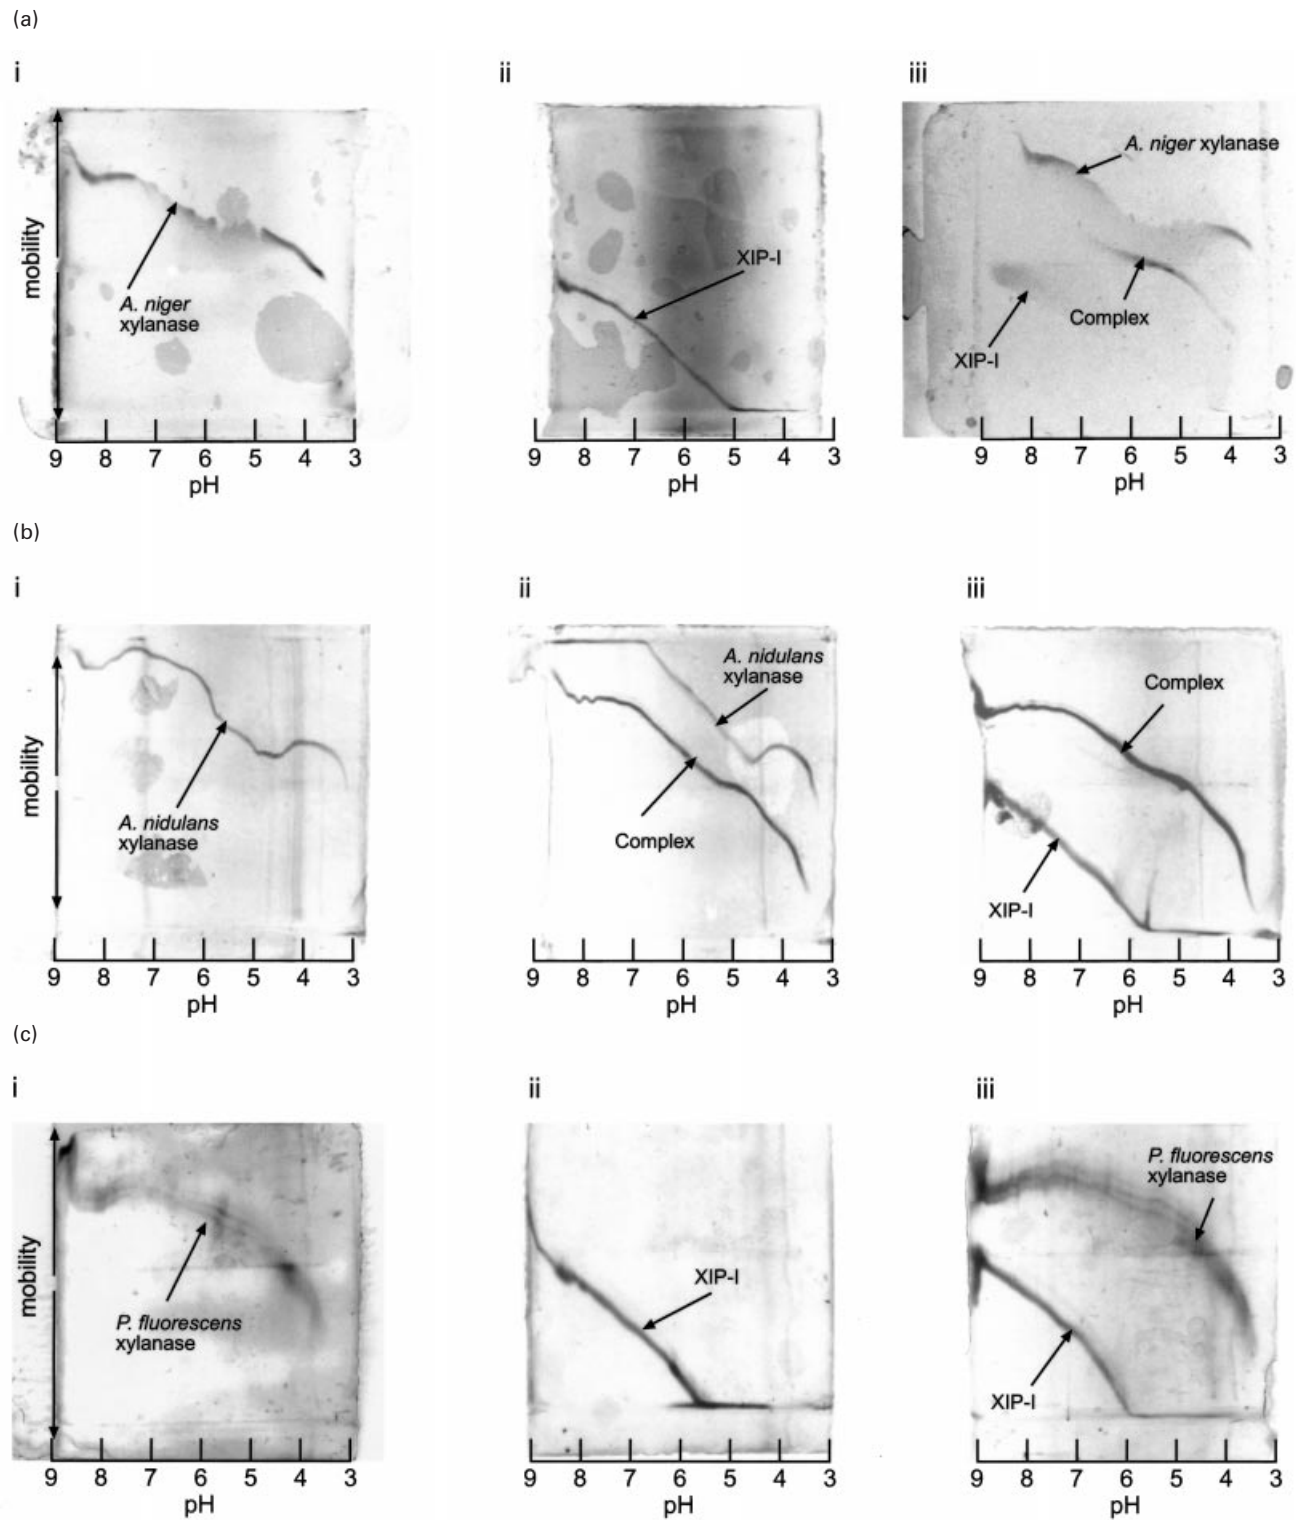 (a)
i
ii
iii
mobility
A. niger
xylanase
XIP-I
A. niger xylanase
Complex
XIP-I
9 8 7 6 5 4 3
pH
9 8 7 6 5 4 3
pH
9 8 7 6 5 4 3
pH
(b)
i
ii
iii
mobility
A. nidulans
xylanase
A. nidulans
xylanase
Complex
Complex
XIP-I
9 8 7 6 5 4 3
pH
9 8 7 6 5 4 3
pH
9 8 7 6 5 4 3
pH
(c)
i
ii
iii
mobility
P. fluorescens
xylanase
XIP-I
P. fluorescens
xylanase
XIP-I
9 8 7 6 5 4 3
pH
9 8 7 6 5 4 3
pH
9 8 7 6 5 4 3
pH